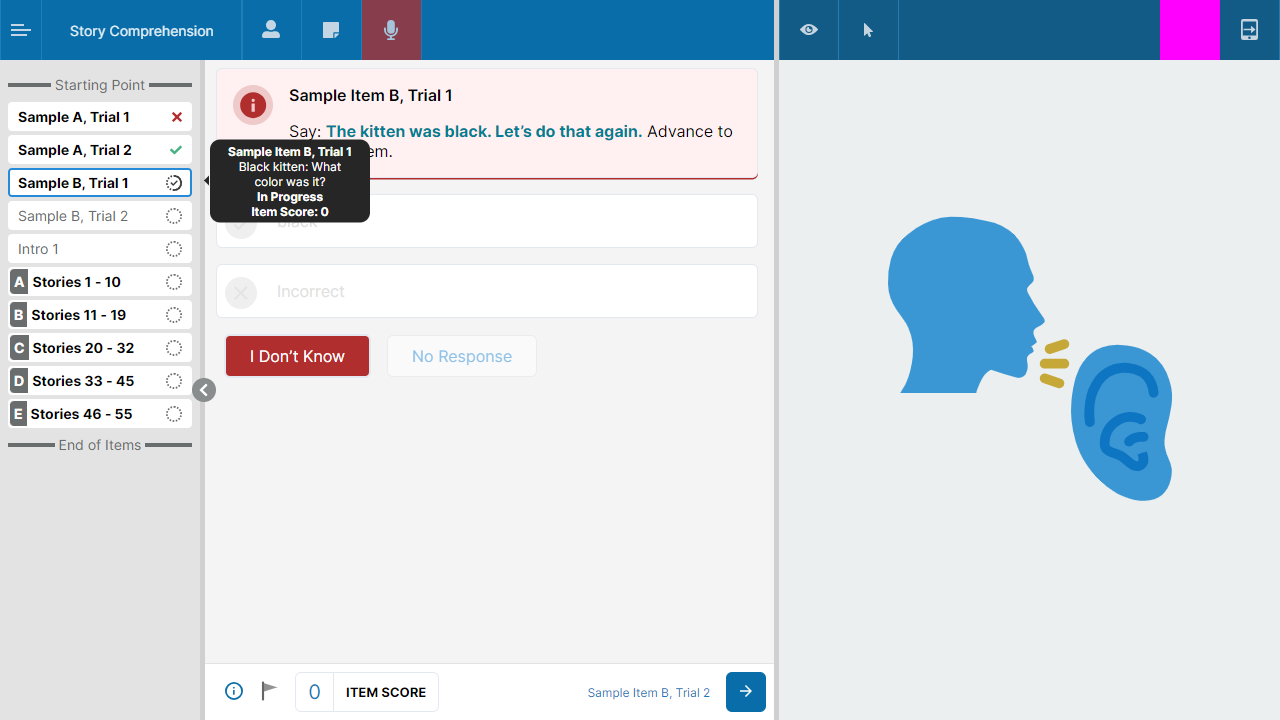 Story Comprehension
Starting Point
Sample A, Trial 1
Sample A, Trial 2
Sample B, Trial 1
Sample B, Trial 2
Intro 1
A Stories 1 - 10
B Stories 11 - 19
C Stories 20 - 32
D Stories 33 - 45
E Stories 46 - 55
End of Items
Sample Item B, Trial 1
Say: The kitten was black. Let’s do that again. Advance to
Sample Item B, Trial 1
Black kitten: What
color was it?
In Progress
Item Score: 0
black
Incorrect
I Don’t Know
No Response
0 ITEM SCORE
Sample Item B, Trial 2